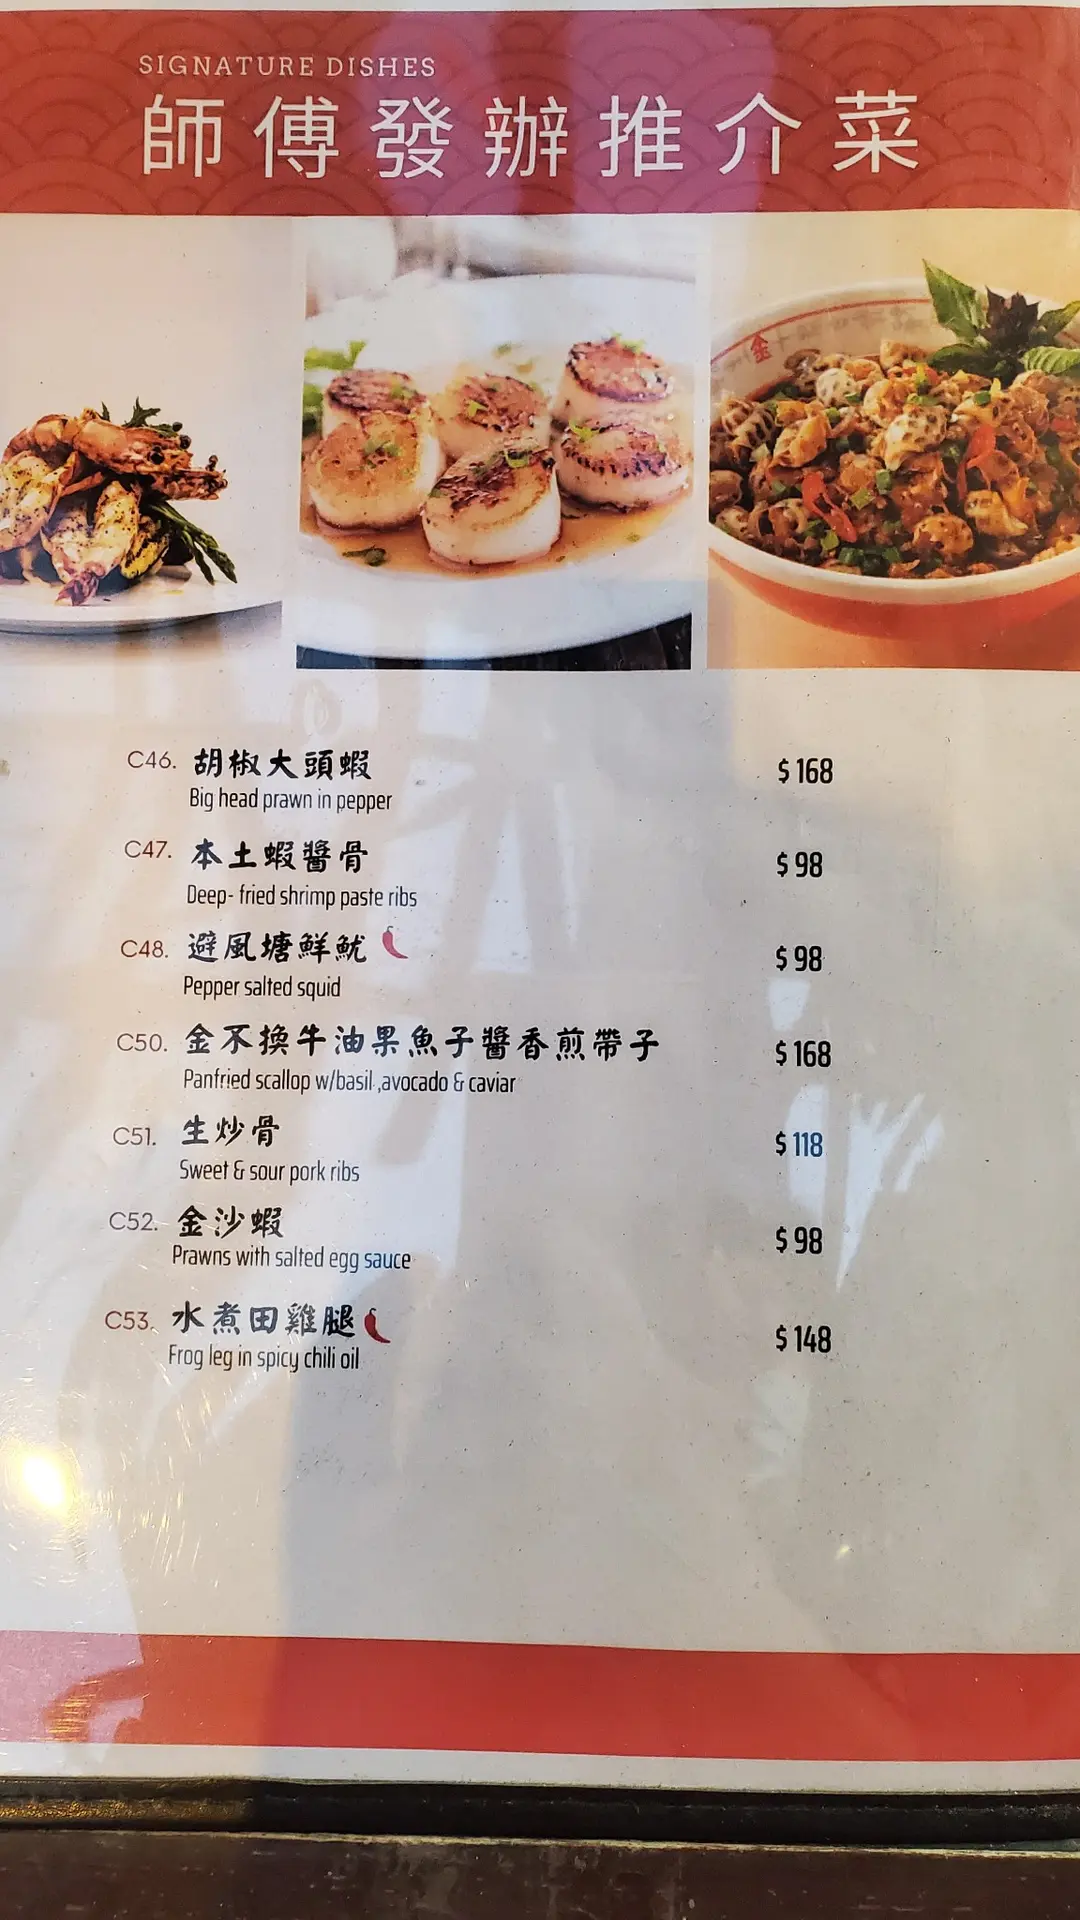 SIGNATURE DISHES
師傅發辦推介菜
金
C46. 胡椒大頭蝦 $ 168
Big head prawn in pepper
C47. 本土蝦醬骨 $ 98
Deep- fried shrimp paste ribs
C48. 避風塘鮮魷 $ 98
Pepper salted squid
C50. 金不換牛油果魚子醬香煎帶子 $ 168
Panfried scallop w/basil ,avocado & caviar
C51. 生炒骨 $ 118
Sweet & sour pork ribs
C52. 金沙蝦 $ 98
Prawns with salted egg sauce
C53. 水煮田雞腿 $ 148
Frog leg in spicy chili oil